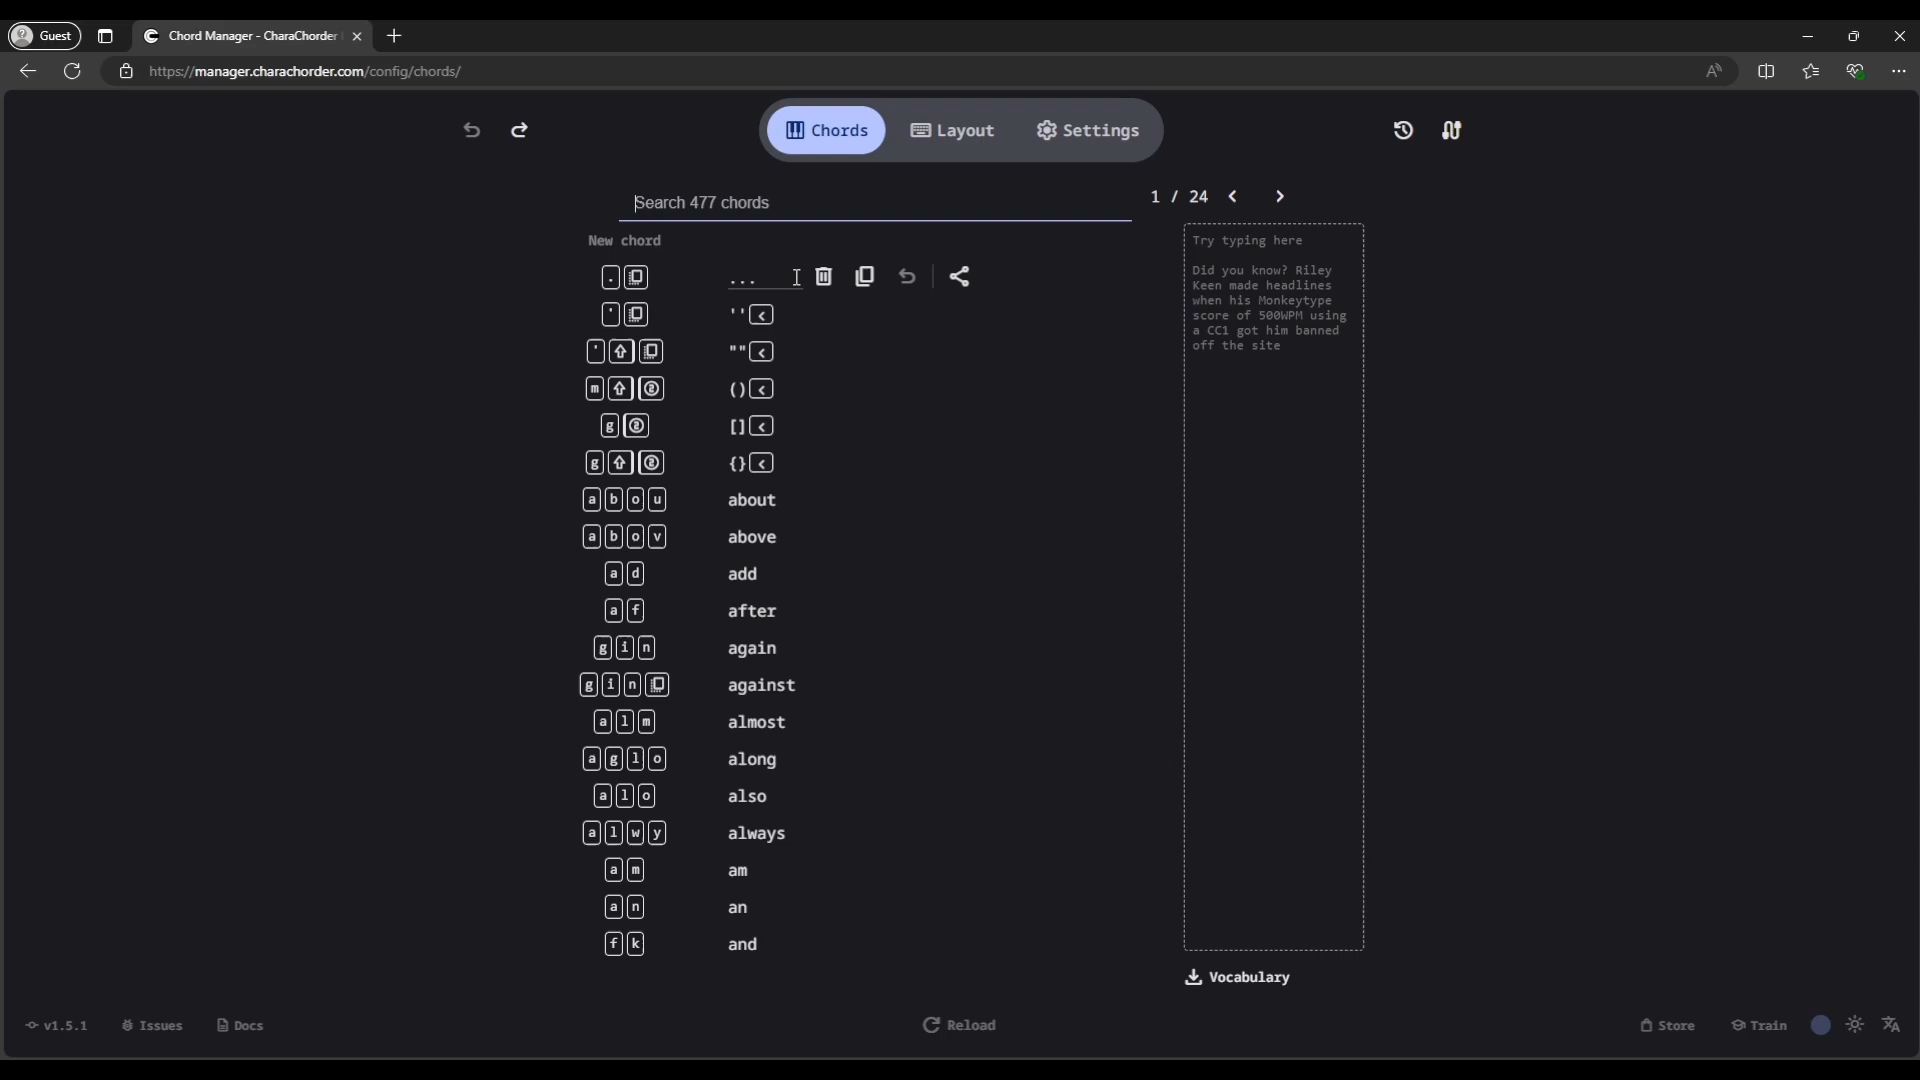 Guest
Chord Manager - CharaChorder
https://manager.charachorder.com/config/chords/
Chords
Layout
Settings
Search 477 chords
1 / 24
New chord
. ...
' ''
' ""
m ()
g []
g {}
a b o u about
a b o v above
a d add
a f after
g i n again
g i n against
a l m almost
a g l o along
a l o also
a l w y always
a m am
a n an
f k and
Try typing here
Did you know? Riley
Keen made headlines
when his Monkeytype
score of 500WPM using
a CC1 got him banned
off the site
Vocabulary
v1.5.1
Issues
Docs
Reload
Store
Train